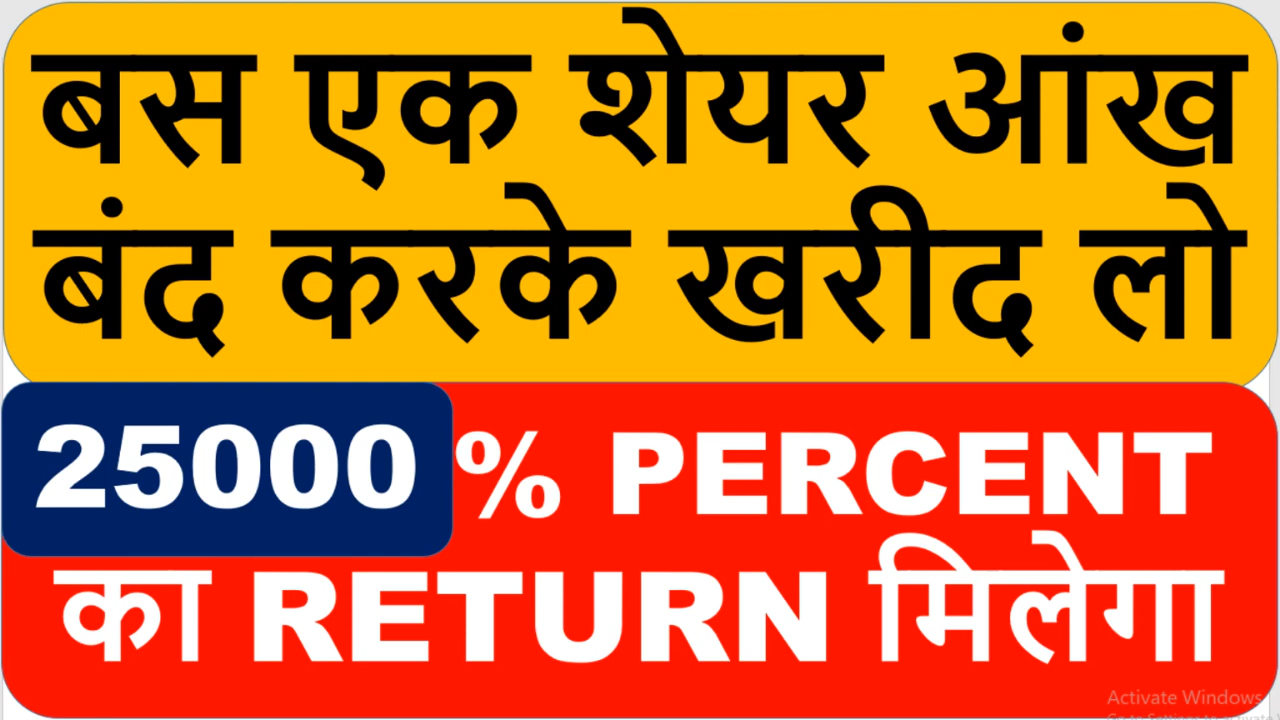 बस एक शेयर आंख
बंद करके खरीद लो
25000 % PERCENT
का RETURN मिलेगा
Activate Windows